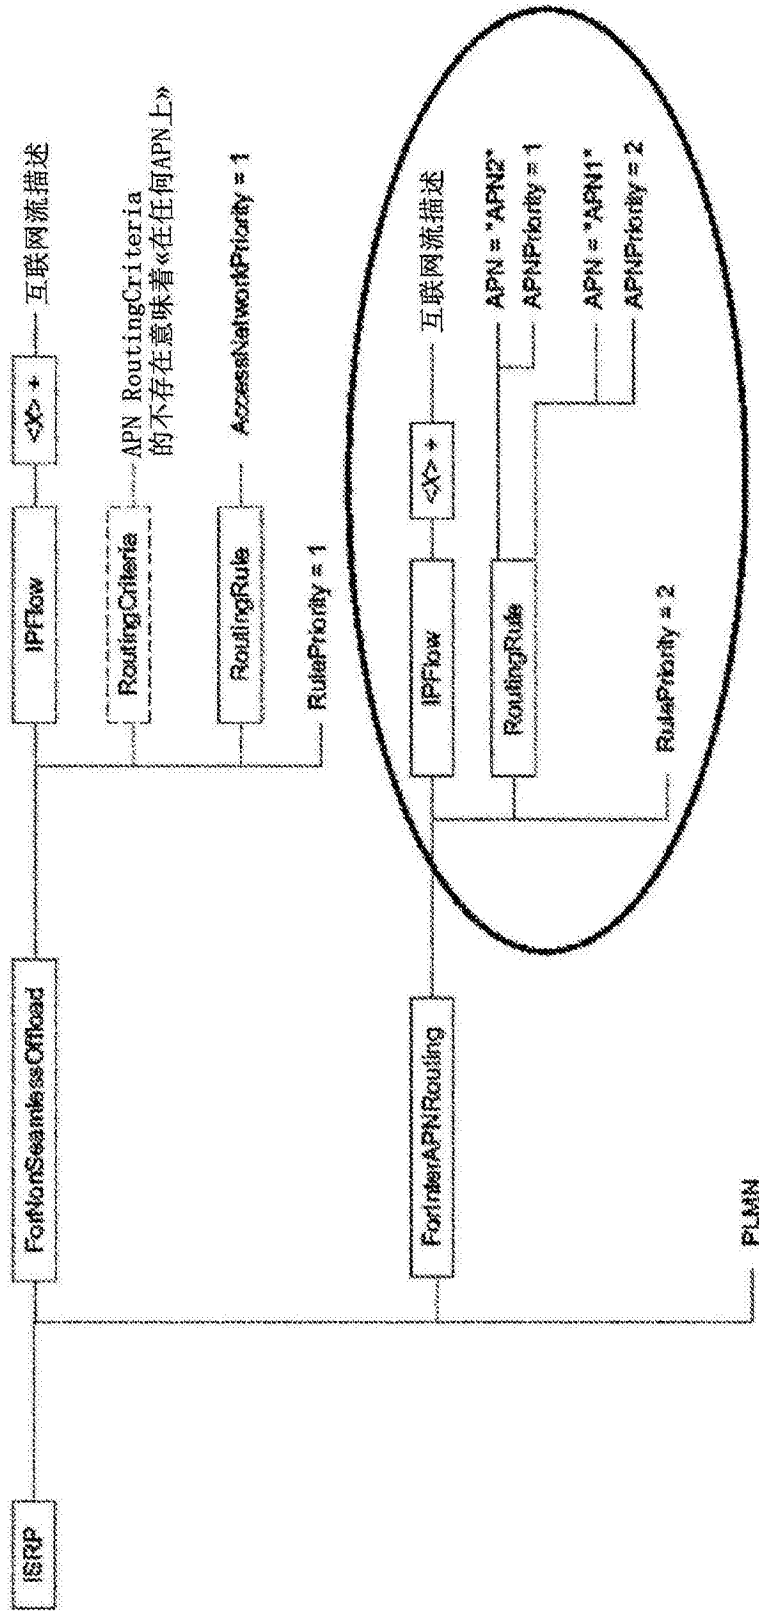 ISRP
ForNonSeamlessOffload
IPFlow
<X> +
互联网流描述
RoutingCriteria
APN RoutingCriteria
的不存在意味着«在任何APN上»
RoutingRule
AccessNetworkPriority = 1
RulePriority = 1
ForInterAPNRouting
IPFlow
<X> +
互联网流描述
RoutingRule
APN = "APN2"
APNPriority = 1
APN = "APN1"
APNPriority = 2
RulePriority = 2
PLMN